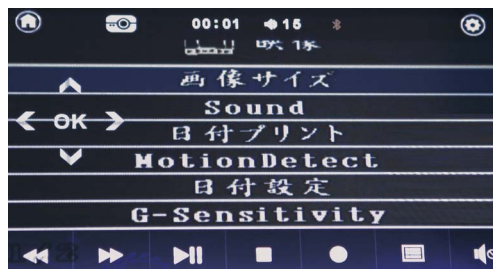 00:01 15
映像
画像サイズ
Sound
OK
日付プリント
MotionDetect
日付設定
G-Sensitivity